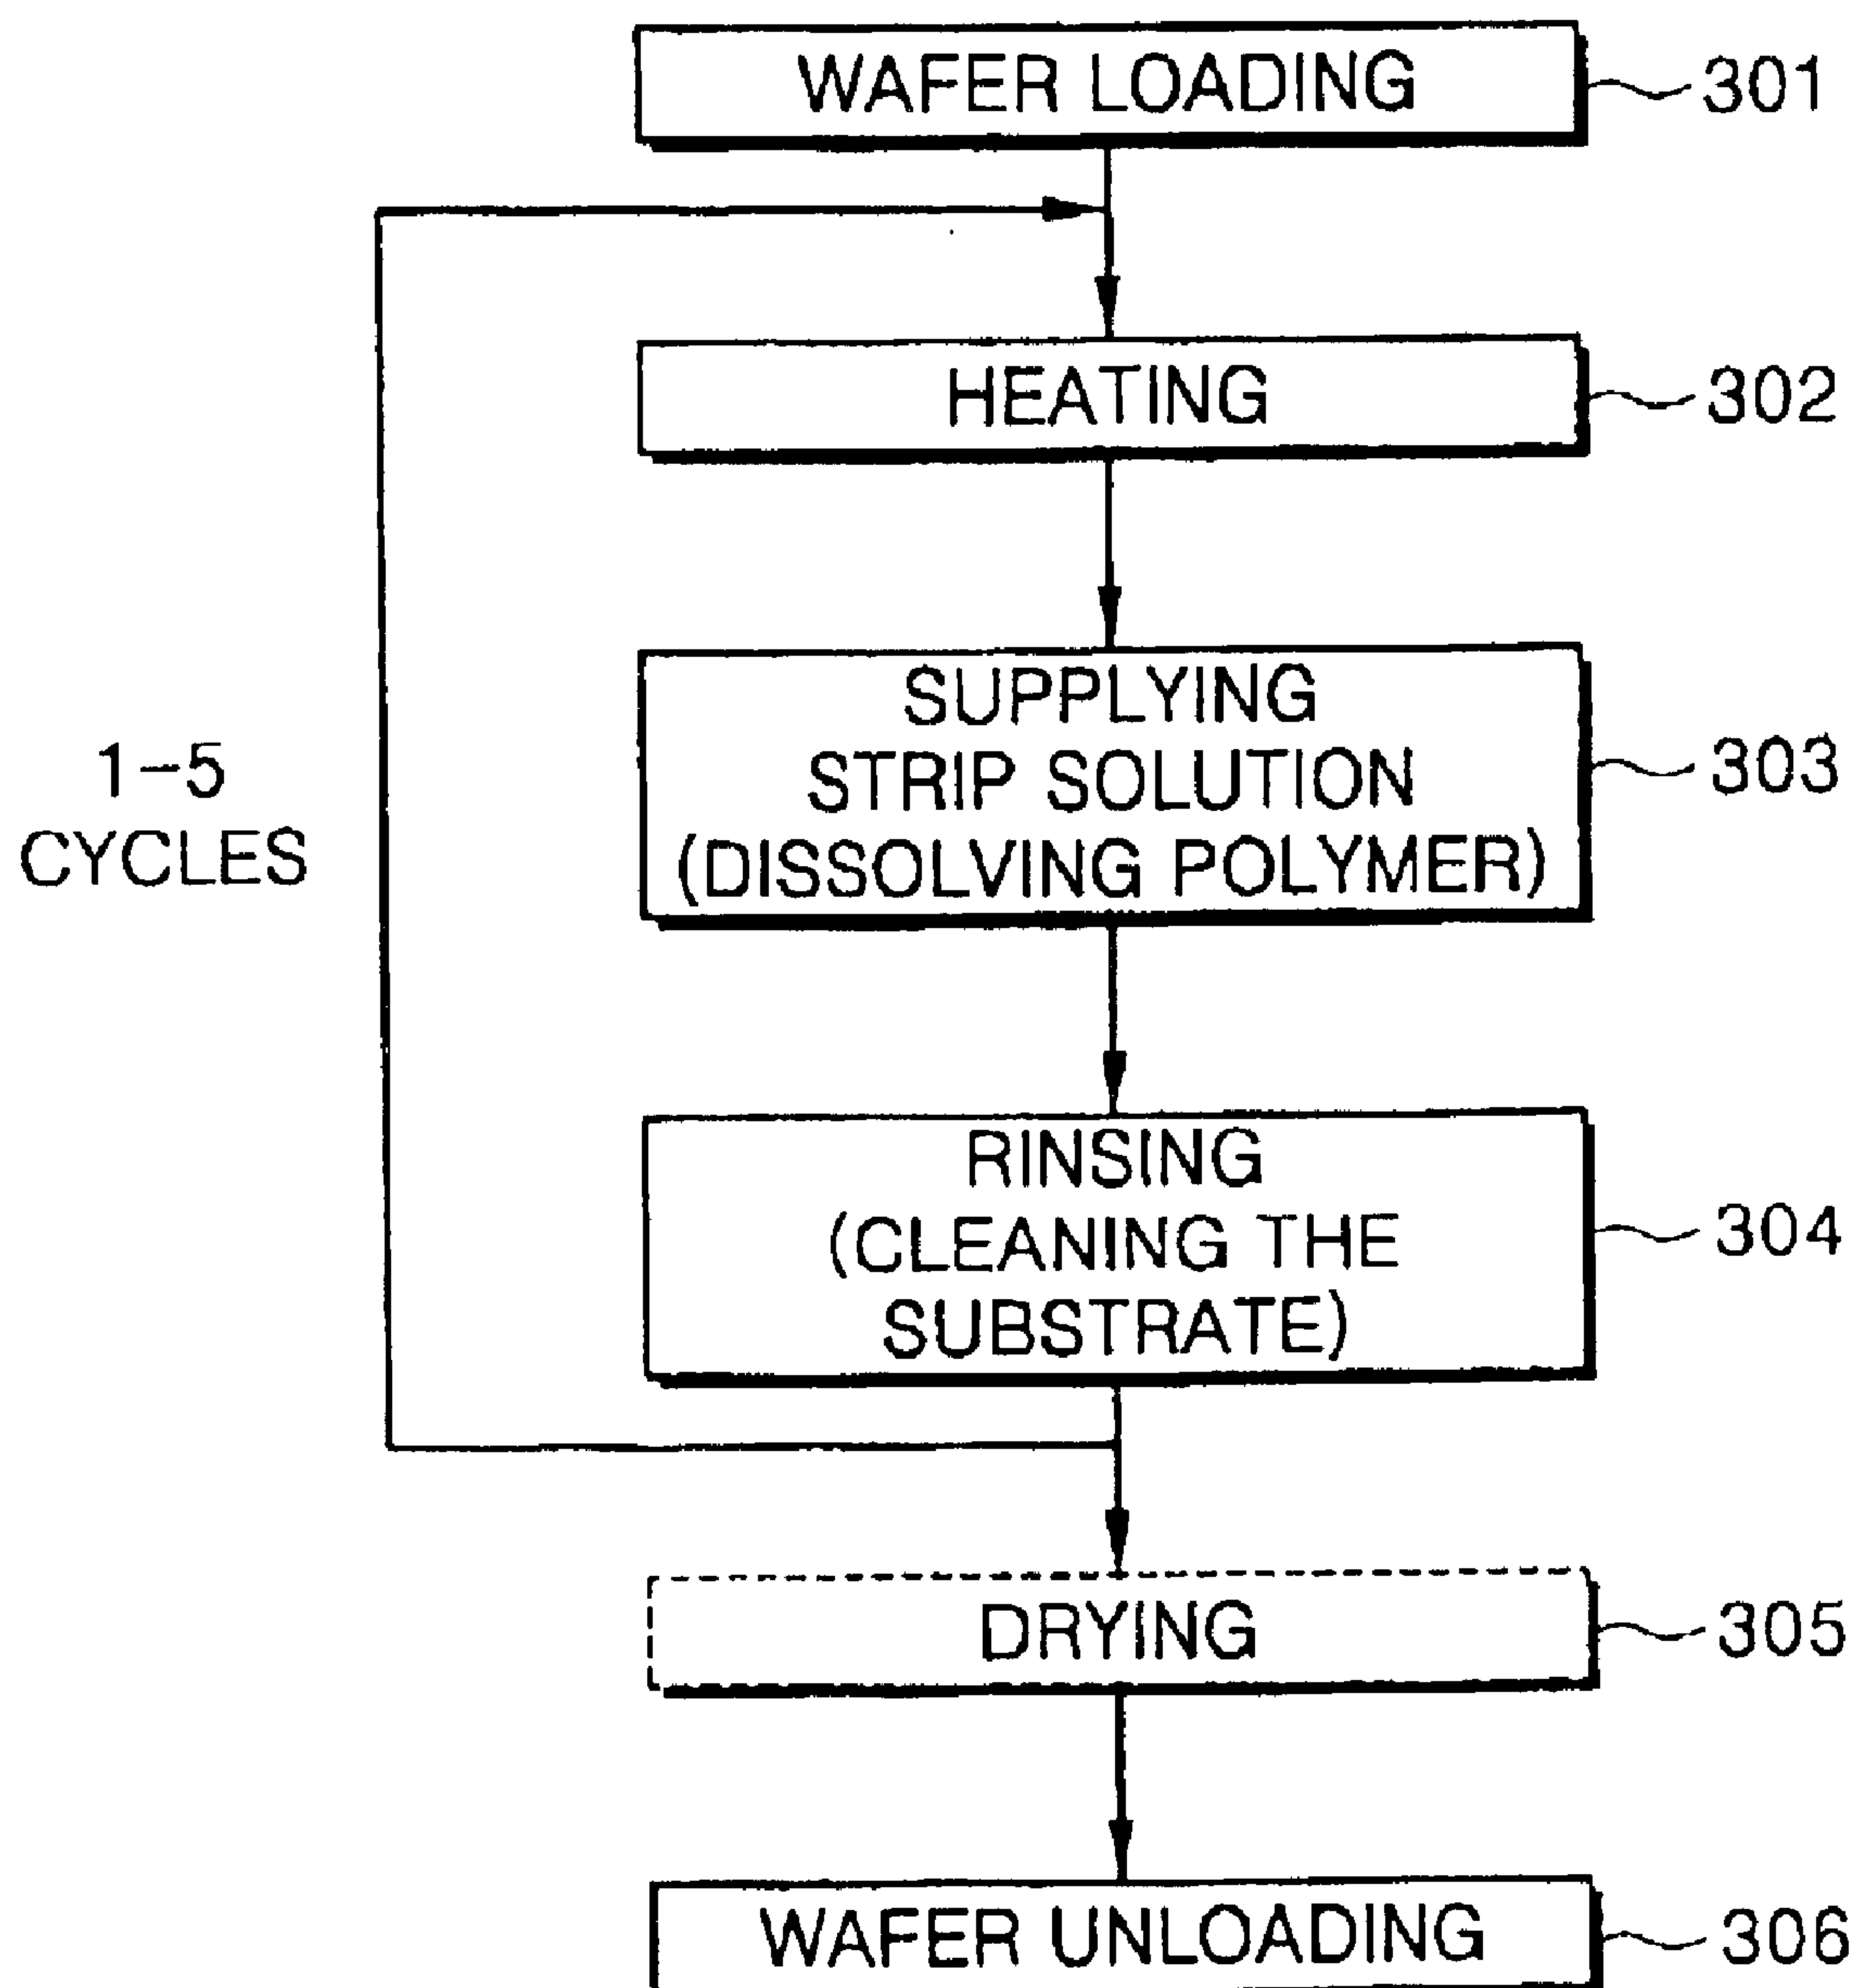 WAFER LOADING
301
HEATING
302
SUPPLYING
STRIP SOLUTION
(DISSOLVING POLYMER)
303
1-5
CYCLES
RINSING
(CLEANING THE
SUBSTRATE)
304
DRYING
305
WAFER UNLOADING
306